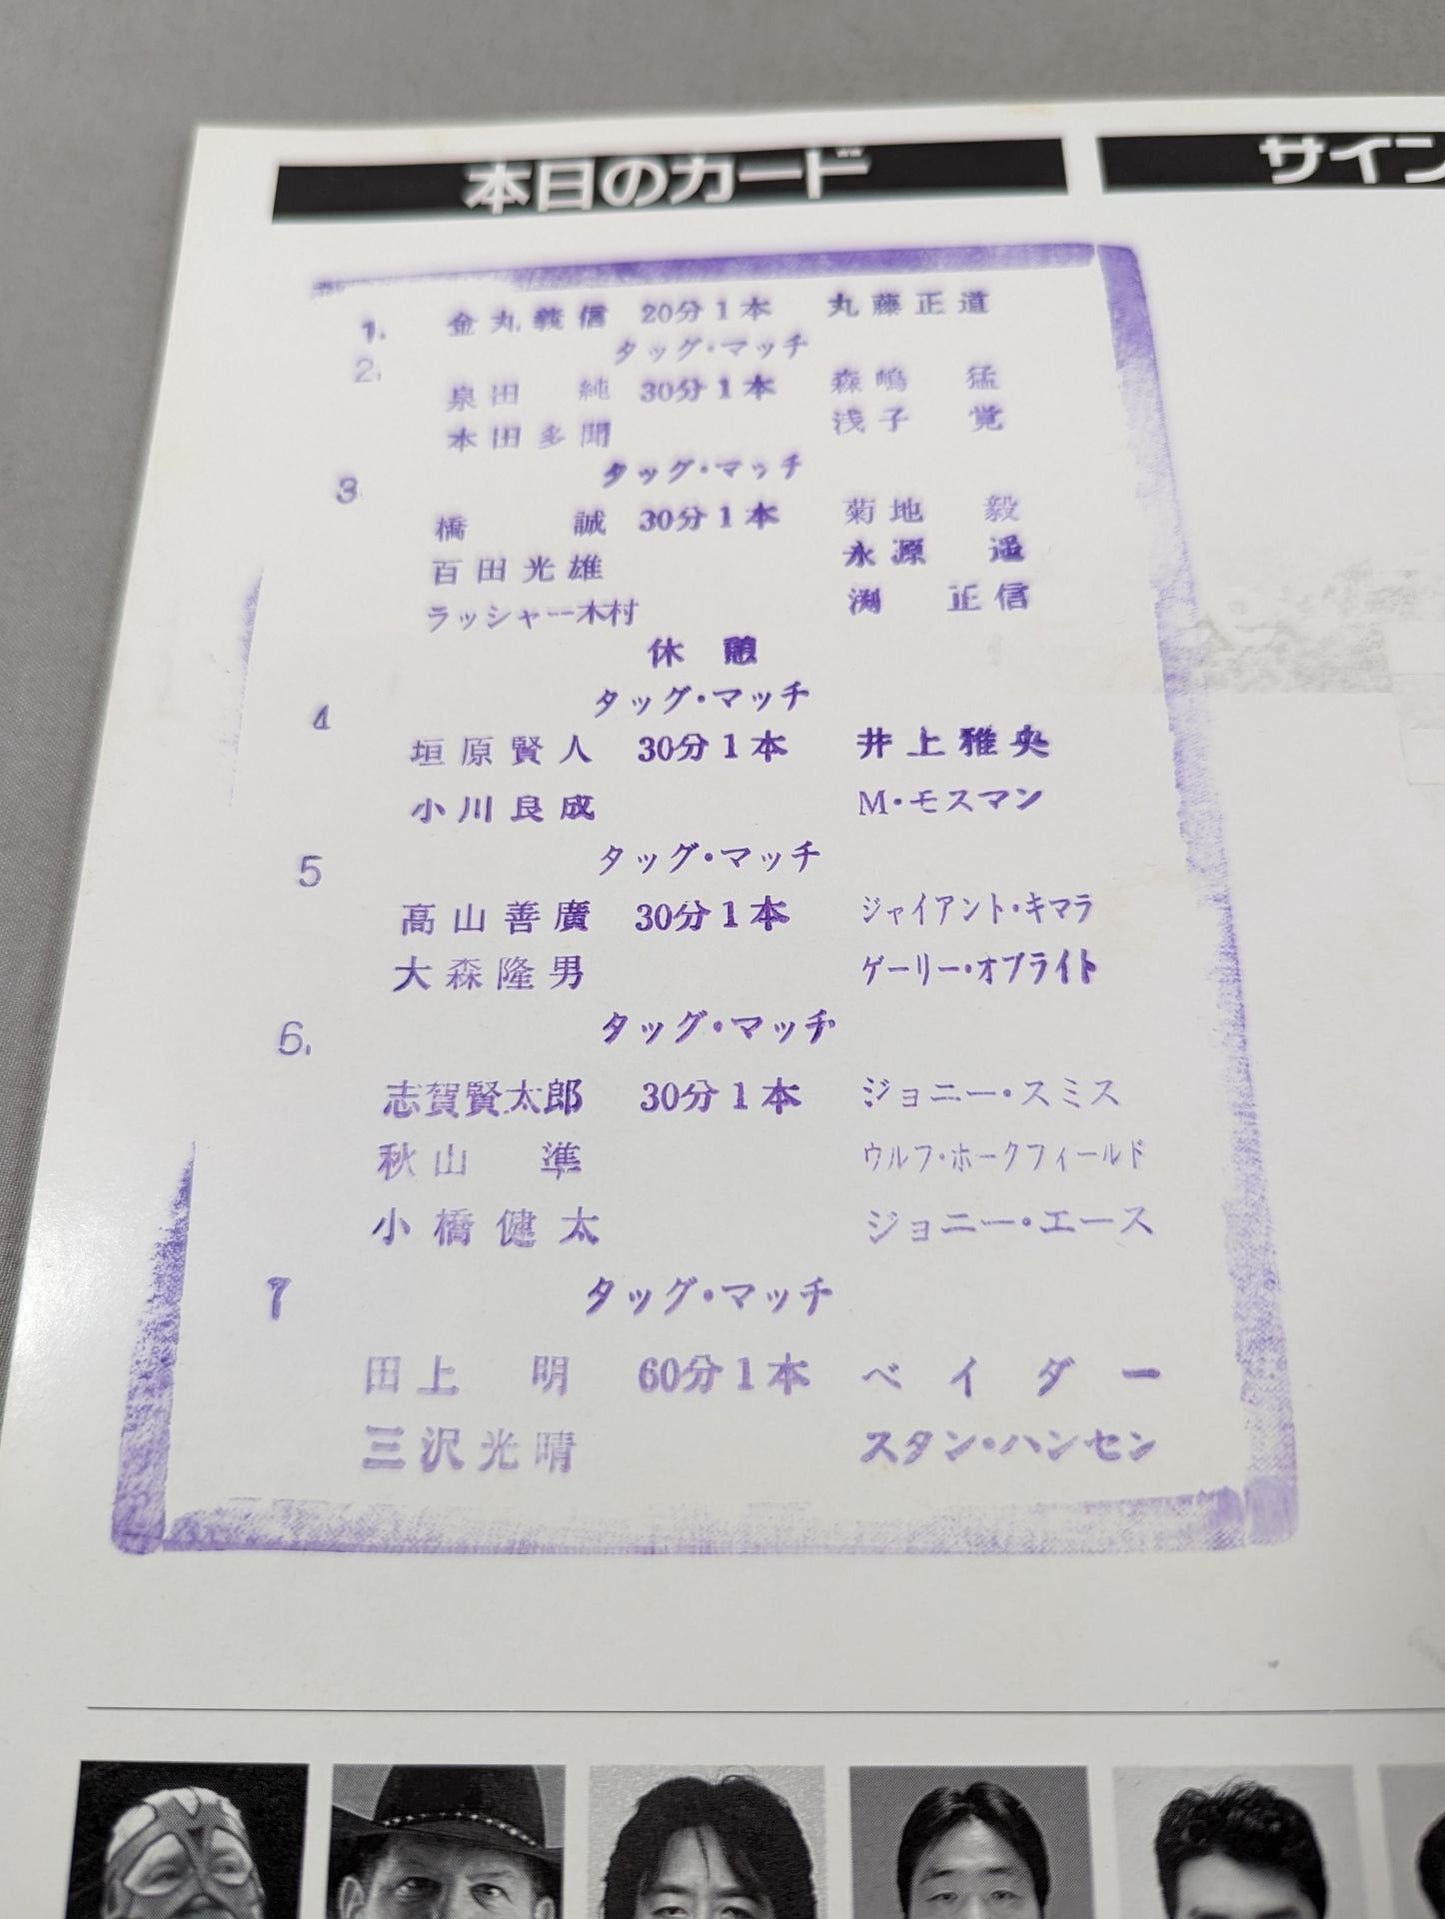 本日のカード
サイン
1. 金丸義信 20分1本 丸藤正道
タッグ・マッチ
2.
泉田 純 30分1本 森嶋 猛
本田多聞 浅子 覚
タッグ・マッチ
3
橋 誠 30分1本 菊地 毅
百田光雄 永源 遥
ラッシャー木村 渕 正信
休憩
タッグ・マッチ
4
垣原賢人 30分1本 井上雅央
小川良成 M・モスマン
タッグ・マッチ
5
高山善廣 30分1本 ジャイアント・キマラ
大森隆男 ゲーリー・オブライト
タッグ・マッチ
6.
志賀賢太郎 30分1本 ジョニー・スミス
秋山 準 ウルフ・ホークフィールド
小橋健太 ジョニー・エース
7 タッグ・マッチ
田上 明 60分1本 ベイダー
三沢光晴 スタン・ハンセン